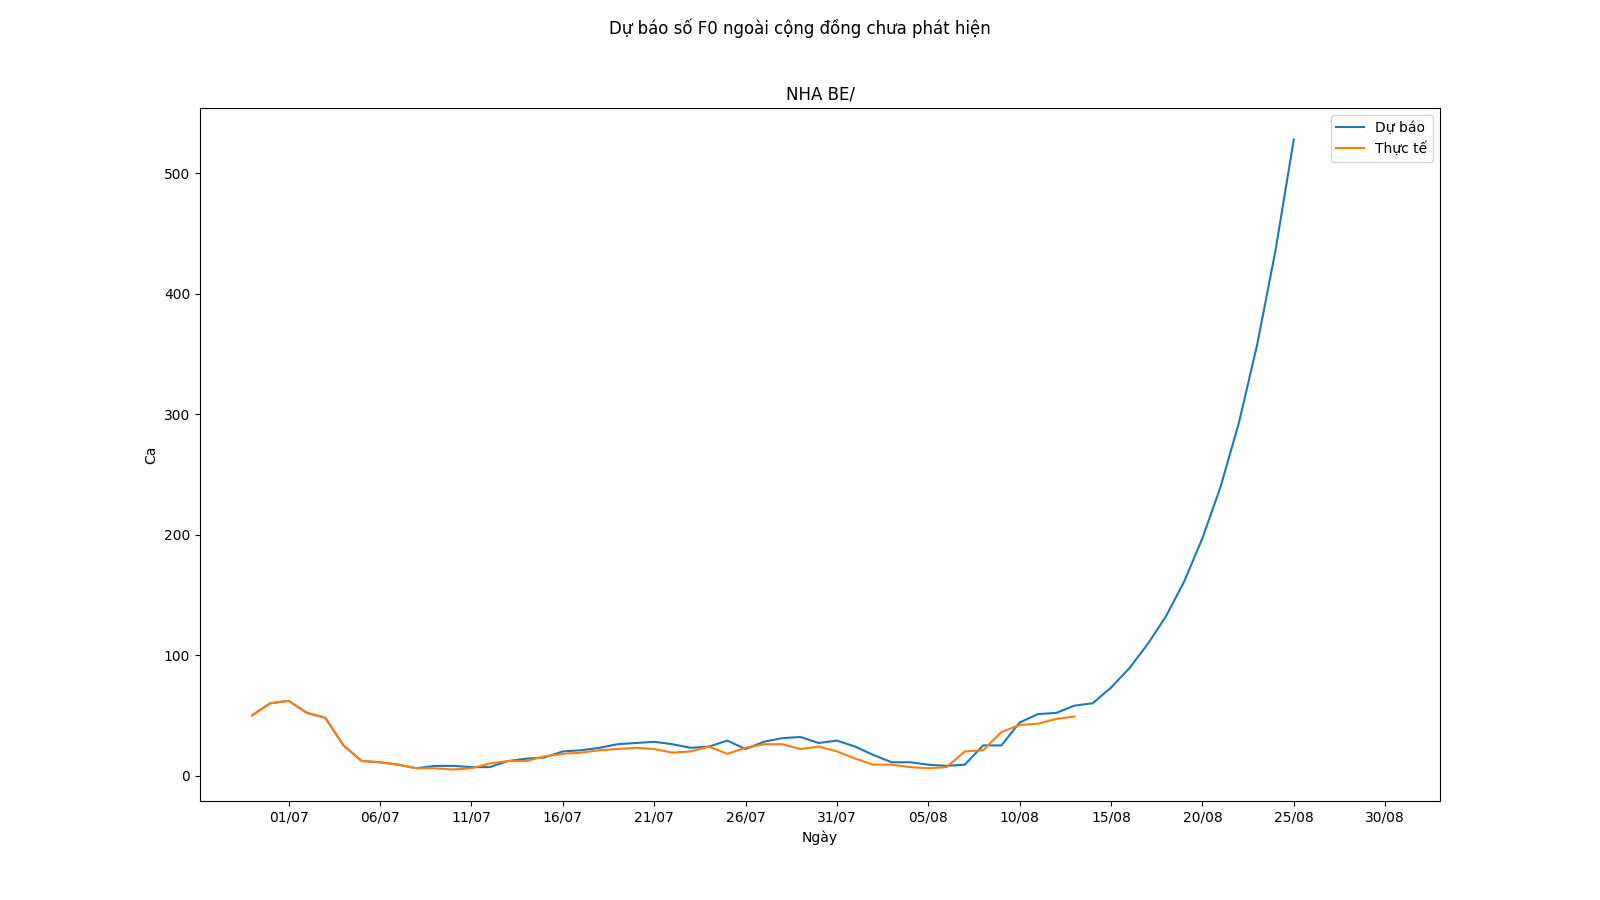 Dự báo số F0 ngoài cộng đồng chưa phát hiện
NHA BE/
Dự báo
Thực tế
500
400
300
200
100
0
Ca
01/07 06/07 11/07 16/07 21/07 26/07 31/07 05/08 10/08 15/08 20/08 25/08 30/08
Ngày